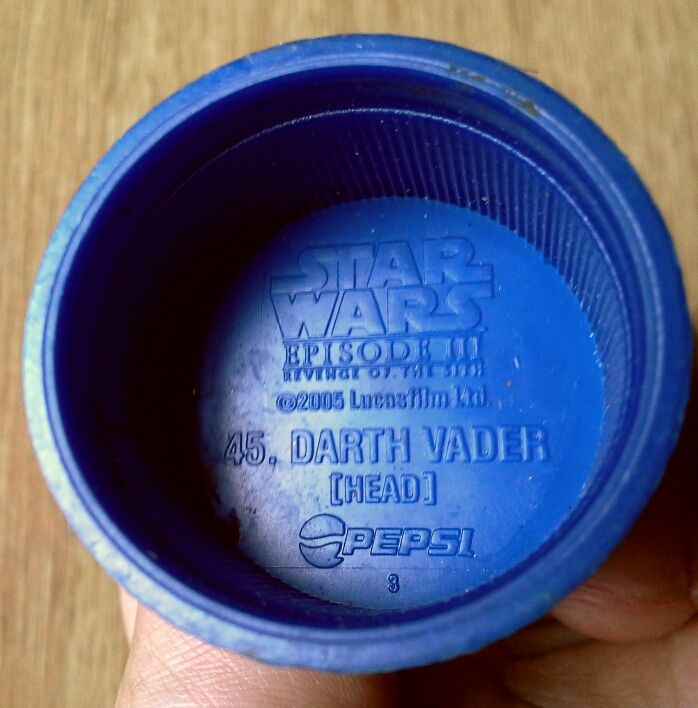 STAR
WARS
EPISODE III
REVENGE OF THE SITH
©2005 Lucasfilm Ltd.
45. DARTH VADER
[HEAD]
PEPSI
3